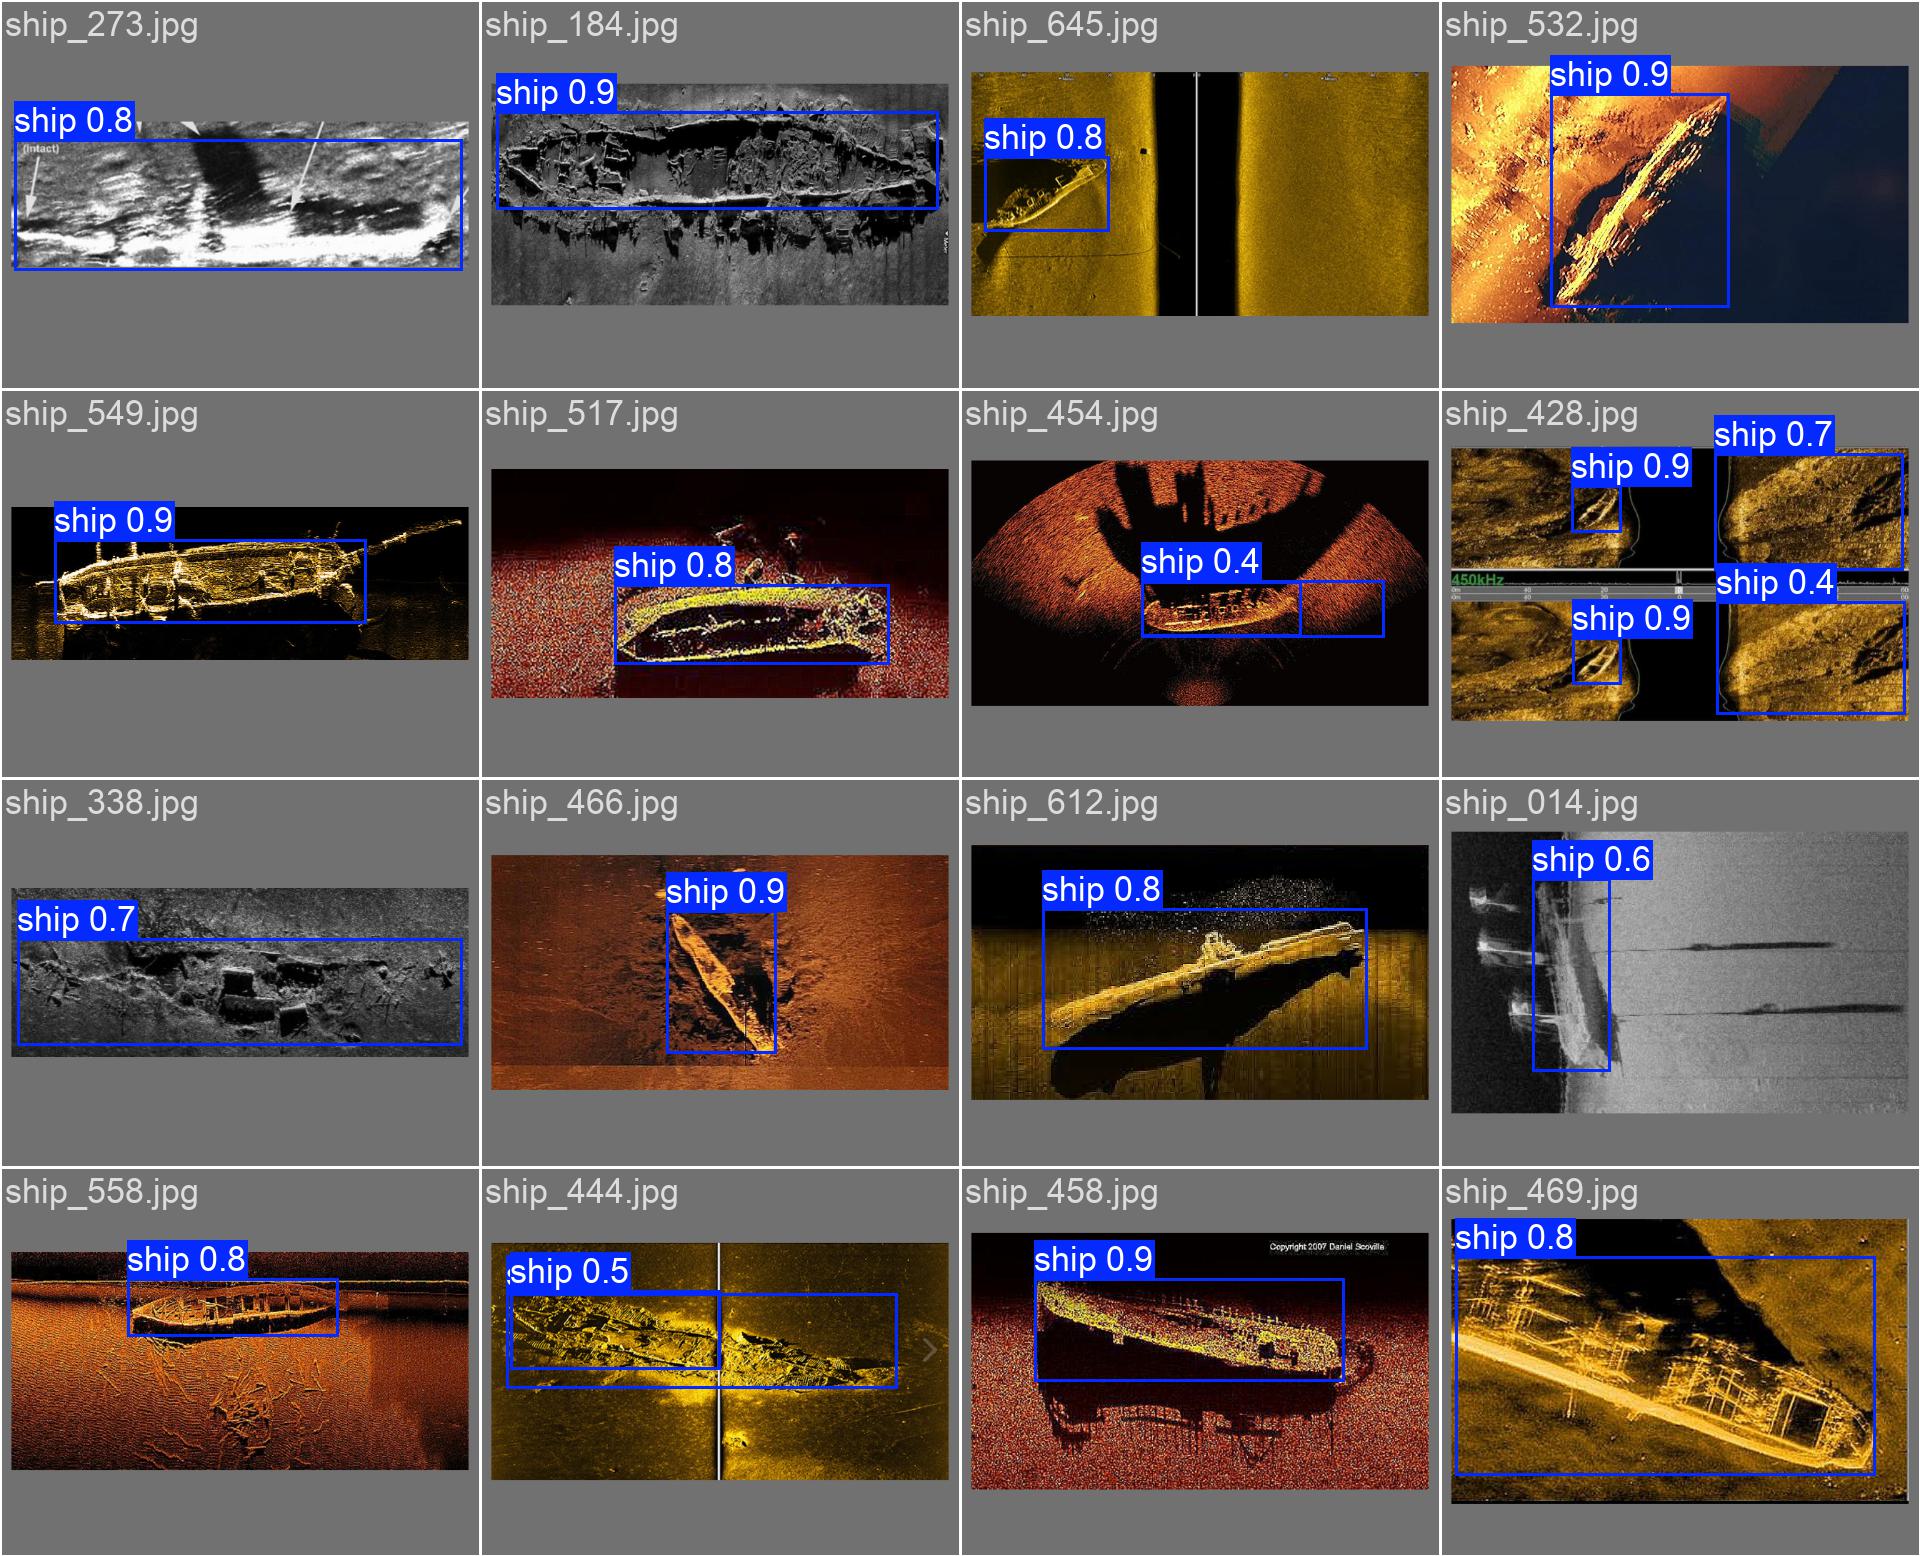 ship_273.jpg
ship_184.jpg
ship_645.jpg
ship_532.jpg
ship 0.8
(Intact)
ship 0.9
ship 0.8
ship 0.9
ship_549.jpg
ship_517.jpg
ship_454.jpg
ship_428.jpg
ship 0.9
ship 0.8
ship 0.4
ship 0.9
ship 0.7
450kHz
ship 0.9
ship 0.4
ship_338.jpg
ship_466.jpg
ship_612.jpg
ship_014.jpg
ship 0.7
ship 0.9
ship 0.8
ship 0.6
ship_558.jpg
ship_444.jpg
ship_458.jpg
ship_469.jpg
ship 0.8
ship 0.5
ship 0.9
Copyright 2007 Daniel Scoville
ship 0.8